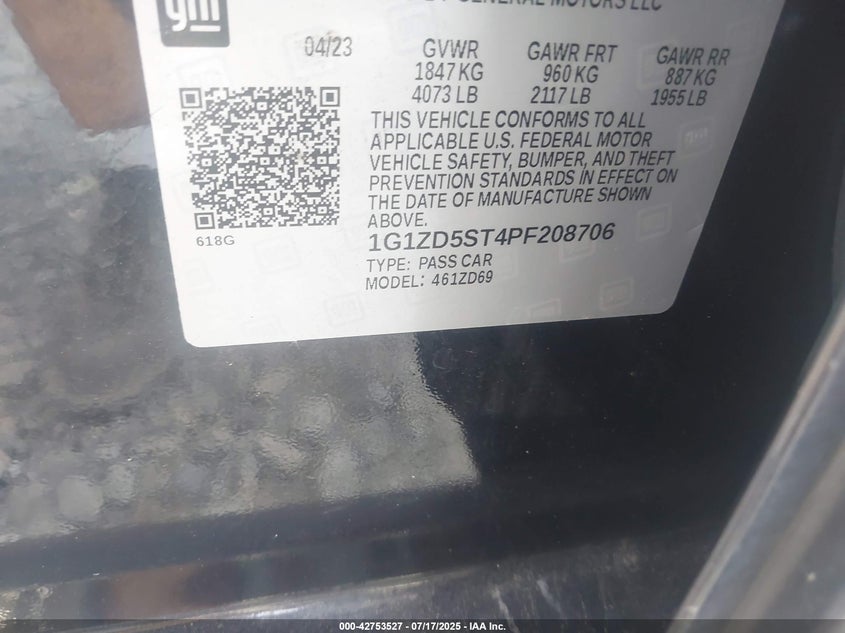 gm
GENERAL MOTORS LLC
04/23
GVWR
1847 KG
4073 LB
GAWR FRT
960 KG
2117 LB
GAWR RR
887 KG
1955 LB
THIS VEHICLE CONFORMS TO ALL
APPLICABLE U.S. FEDERAL MOTOR
VEHICLE SAFETY, BUMPER, AND THEFT
PREVENTION STANDARDS IN EFFECT ON
THE DATE OF MANUFACTURE SHOWN
ABOVE.
618G
1G1ZD5ST4PF208706
TYPE: PASS CAR
MODEL: 461ZD69
000-42753527 - 07/17/2025 - IAA Inc.